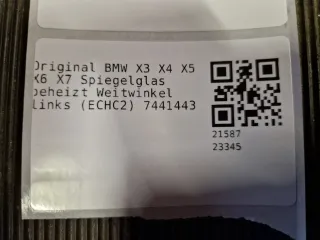 Original BMW X3 X4 X5
X6 X7 Spiegelglas
beheizt Weitwinkel
links (ECHC2) 7441443
21587
23345